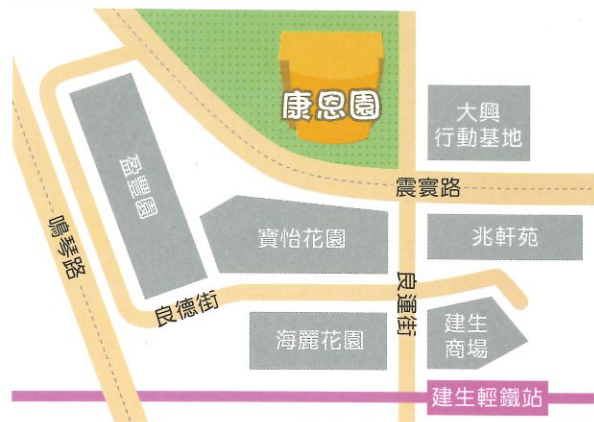 康恩園
大興
行動基地
盈豐園
震寰路
鳴琴路
寶怡花園
兆軒苑
良德街
良運街
海麗花園
建生
商場
建生輕鐵站